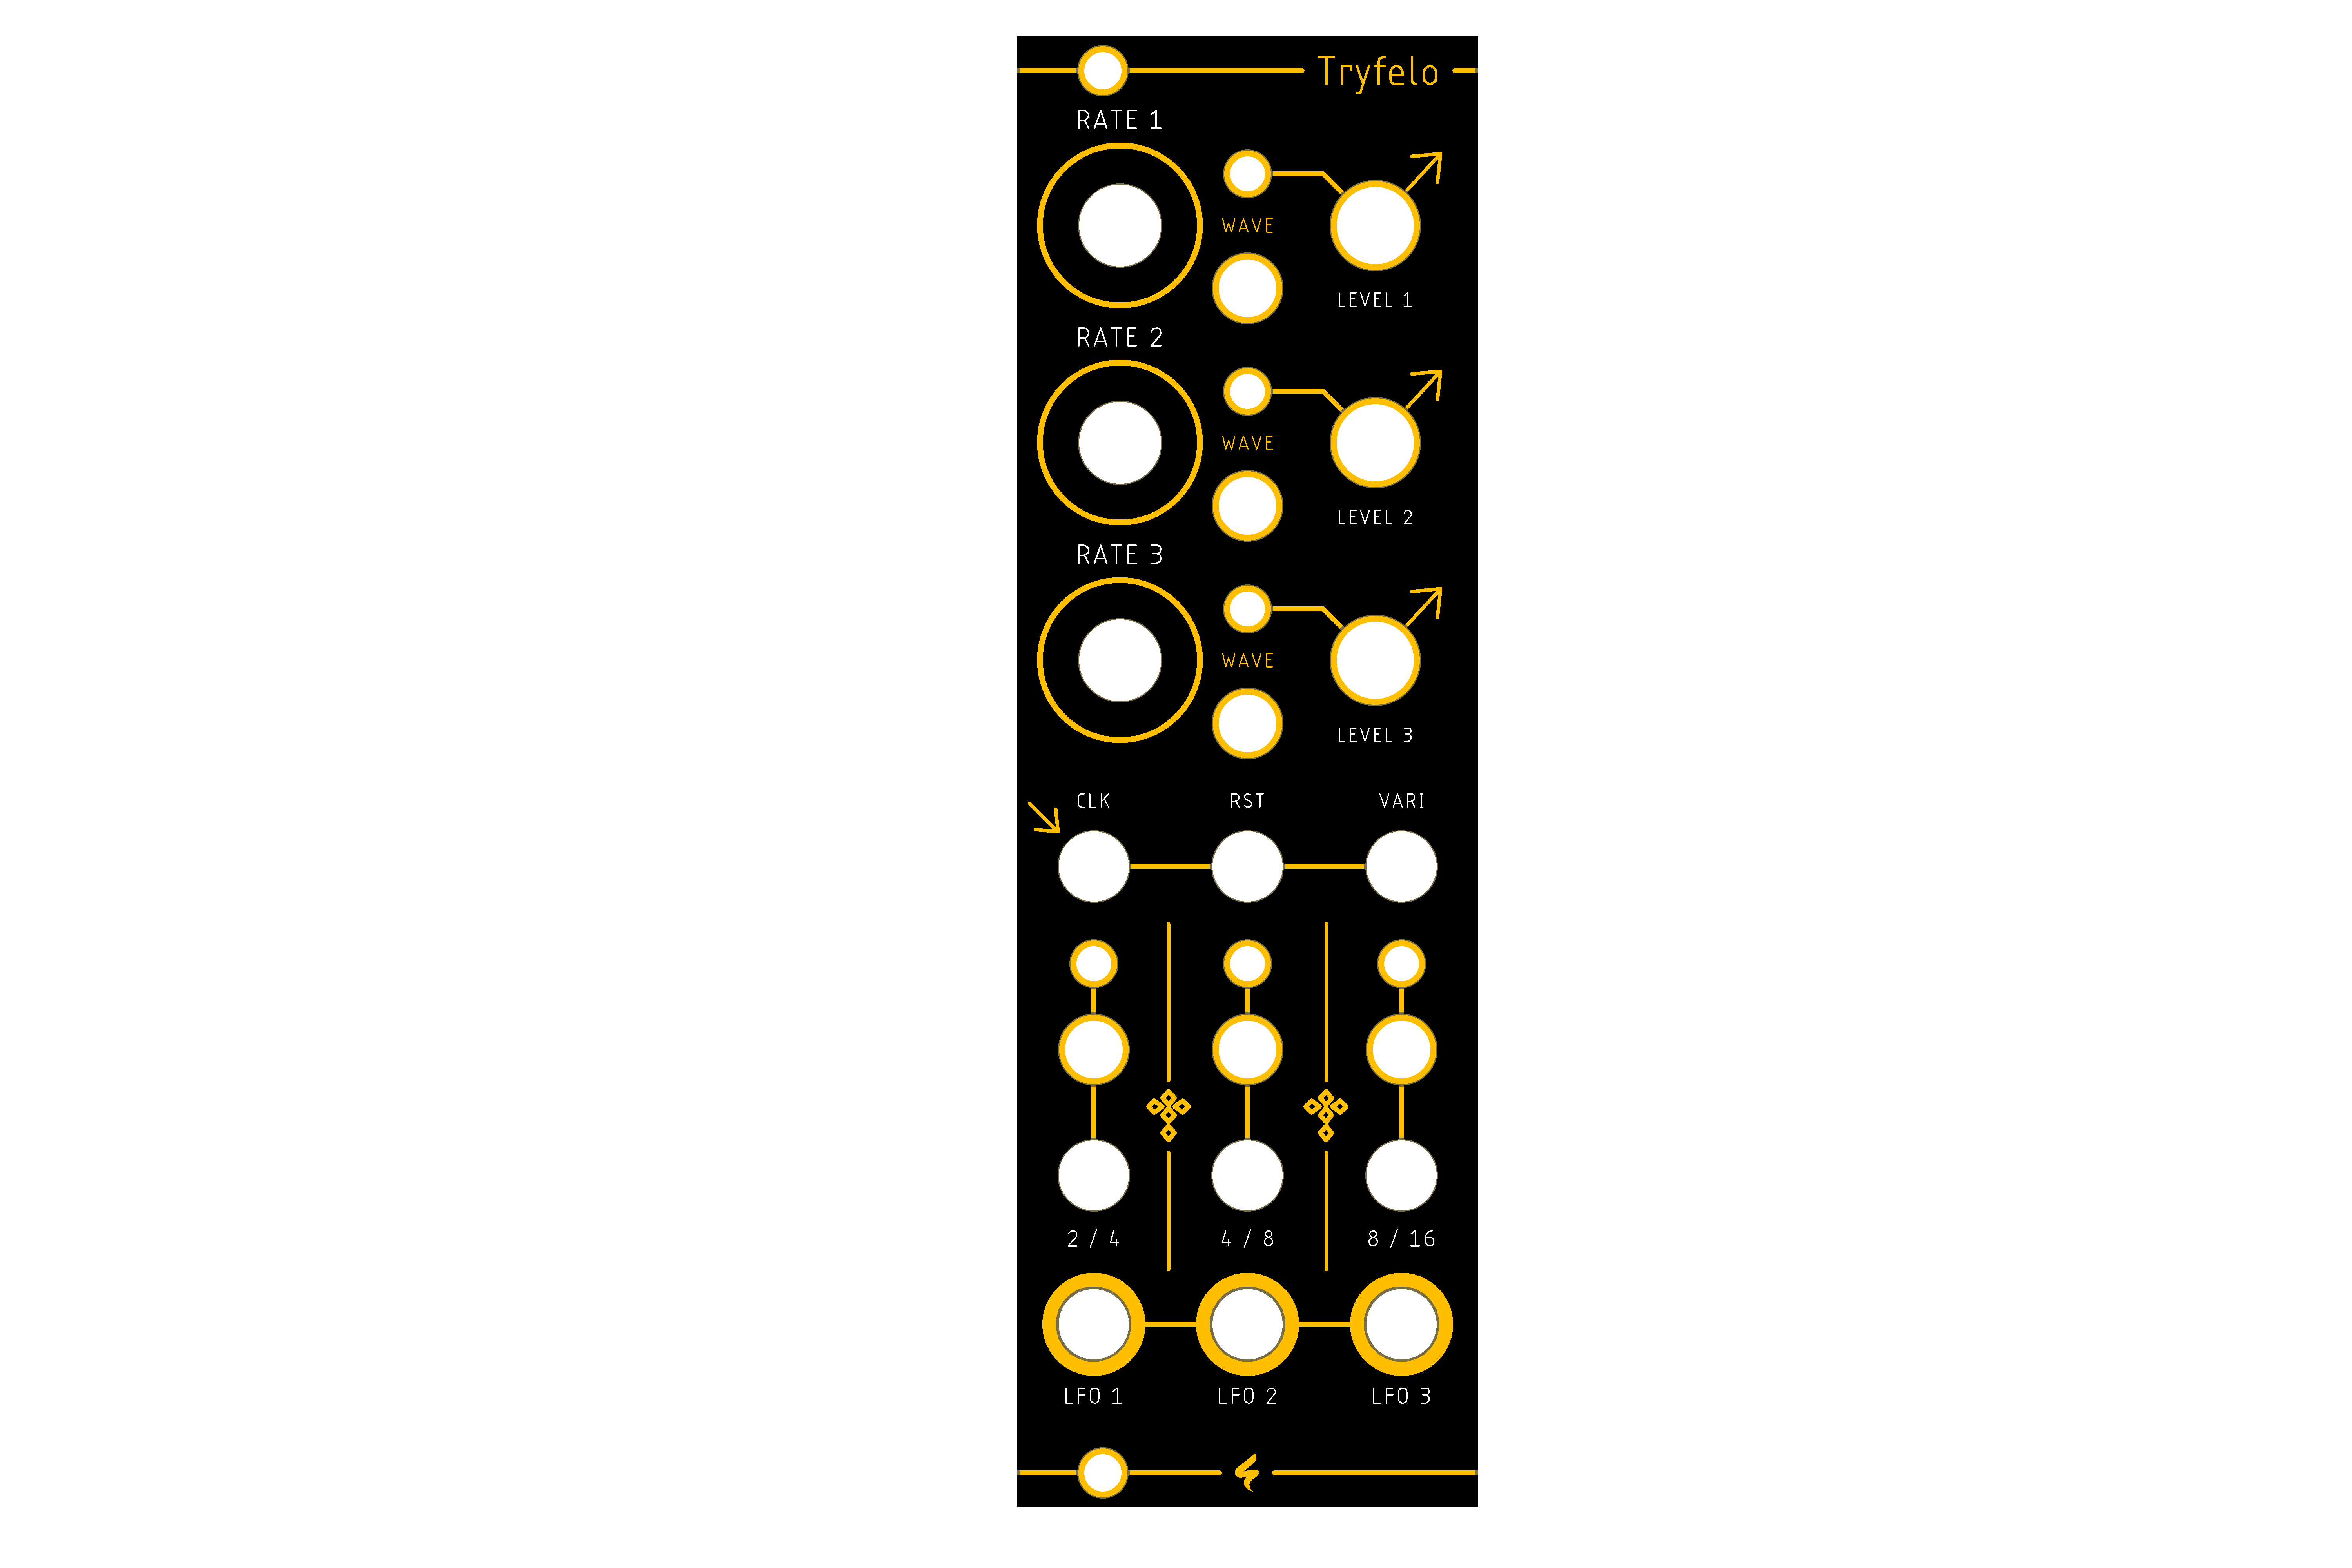 Tryfelo
RATE 1
WAVE
LEVEL 1
RATE 2
WAVE
LEVEL 2
RATE 3
WAVE
LEVEL 3
CLK RST VARI
2 / 4 4 / 8 8 / 16
LFO 1 LFO 2 LFO 3